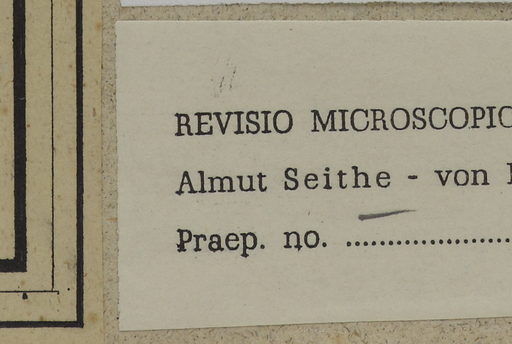 REVISIO MICROSCOPIC
Almut Seithe - von
Praep. no. ........................